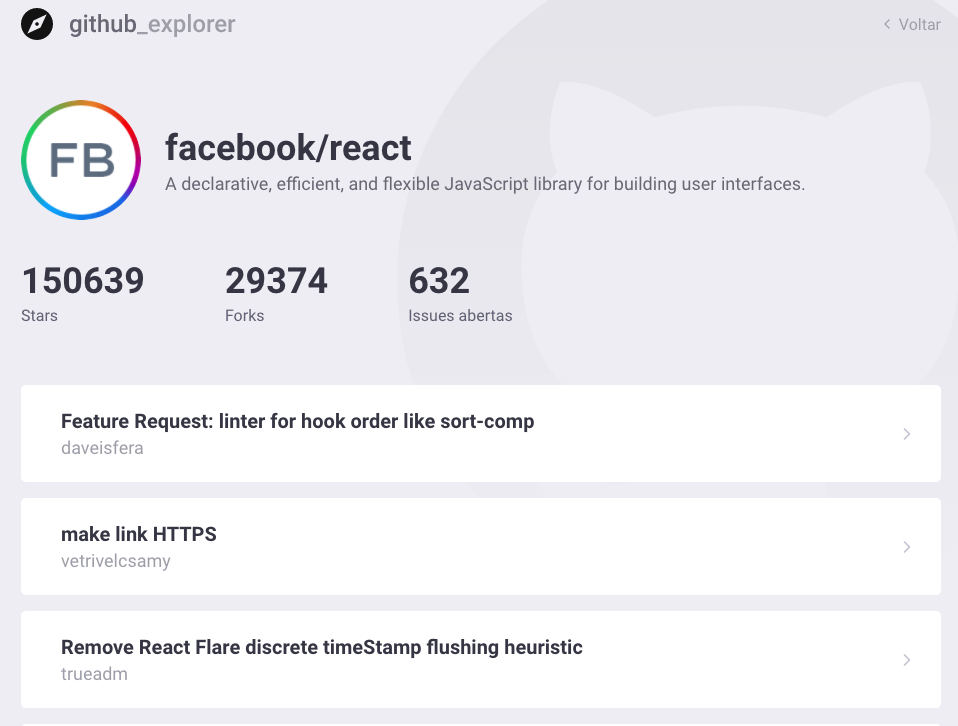 github_explorer
Voltar
FB
facebook/react
A declarative, efficient, and flexible JavaScript library for building user interfaces.
150639
Stars
29374
Forks
632
Issues abertas
Feature Request: linter for hook order like sort-comp
daveisfera
make link HTTPS
vetrivelcsamy
Remove React Flare discrete timeStamp flushing heuristic
trueadm